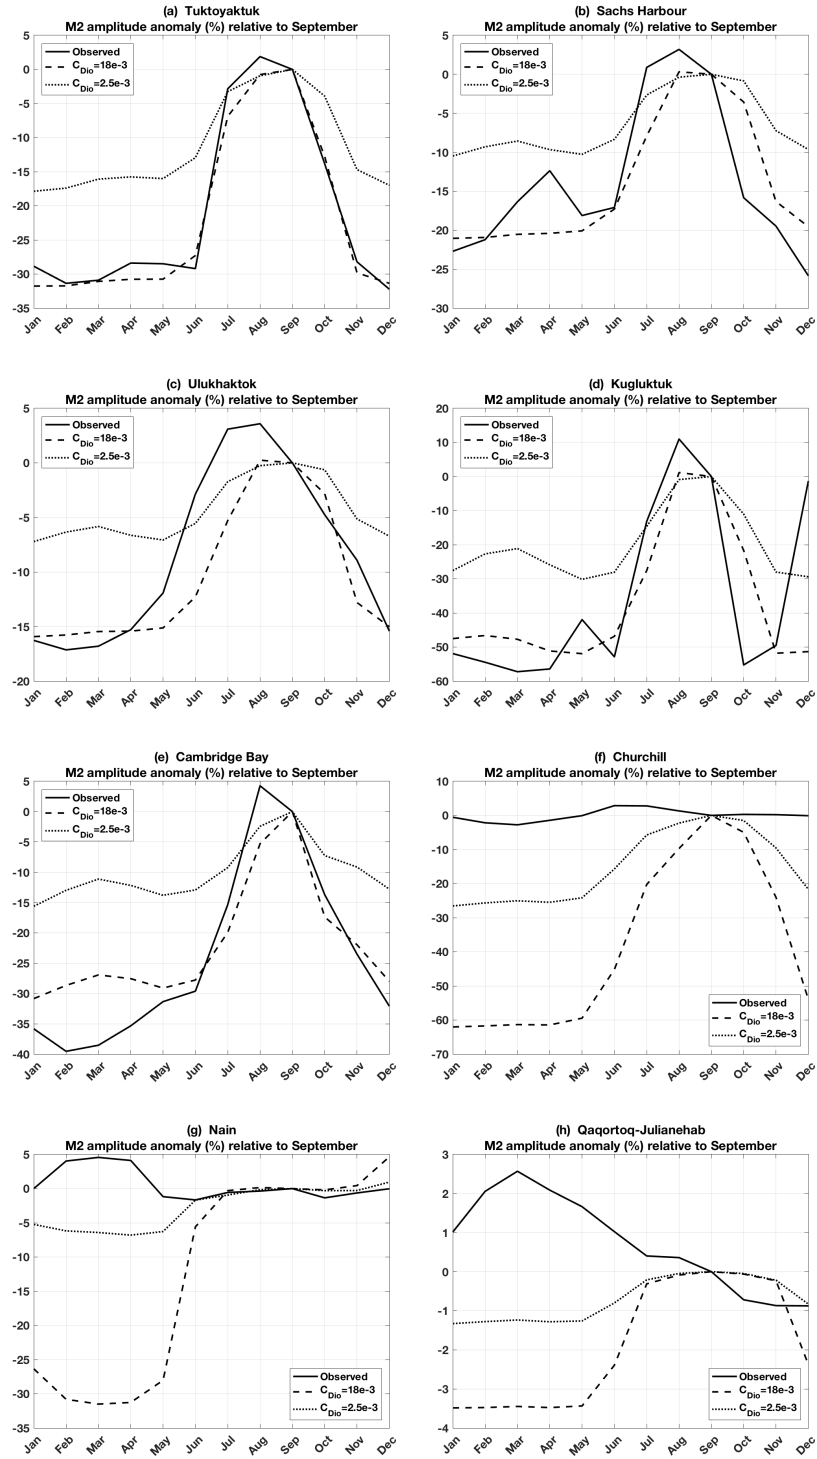 (a) Tuktoyaktuk
M2 amplitude anomaly (%) relative to September
5
0
-5
-10
-15
-20
-25
-30
-35
Observed
C_Dio=18e-3
C_Dio=2.5e-3
Jan Feb Mar Apr May Jun Jul Aug Sep Oct Nov Dec
(b) Sachs Harbour
M2 amplitude anomaly (%) relative to September
5
0
-5
-10
-15
-20
-25
-30
Observed
C_Dio=18e-3
C_Dio=2.5e-3
Jan Feb Mar Apr May Jun Jul Aug Sep Oct Nov Dec
(c) Ulukhaktok
M2 amplitude anomaly (%) relative to September
5
0
-5
-10
-15
-20
Observed
C_Dio=18e-3
C_Dio=2.5e-3
Jan Feb Mar Apr May Jun Jul Aug Sep Oct Nov Dec
(d) Kugluktuk
M2 amplitude anomaly (%) relative to September
20
10
0
-10
-20
-30
-40
-50
-60
Observed
C_Dio=18e-3
C_Dio=2.5e-3
Jan Feb Mar Apr May Jun Jul Aug Sep Oct Nov Dec
(e) Cambridge Bay
M2 amplitude anomaly (%) relative to September
5
0
-5
-10
-15
-20
-25
-30
-35
-40
Observed
C_Dio=18e-3
C_Dio=2.5e-3
Jan Feb Mar Apr May Jun Jul Aug Sep Oct Nov Dec
(f) Churchill
M2 amplitude anomaly (%) relative to September
10
0
-10
-20
-30
-40
-50
-60
-70
Observed
C_Dio=18e-3
C_Dio=2.5e-3
Jan Feb Mar Apr May Jun Jul Aug Sep Oct Nov Dec
(g) Nain
M2 amplitude anomaly (%) relative to September
5
0
-5
-10
-15
-20
-25
-30
-35
Observed
C_Dio=18e-3
C_Dio=2.5e-3
Jan Feb Mar Apr May Jun Jul Aug Sep Oct Nov Dec
(h) Qaqortoq-Julianehab
M2 amplitude anomaly (%) relative to September
3
2
1
0
-1
-2
-3
-4
Observed
C_Dio=18e-3
C_Dio=2.5e-3
Jan Feb Mar Apr May Jun Jul Aug Sep Oct Nov Dec